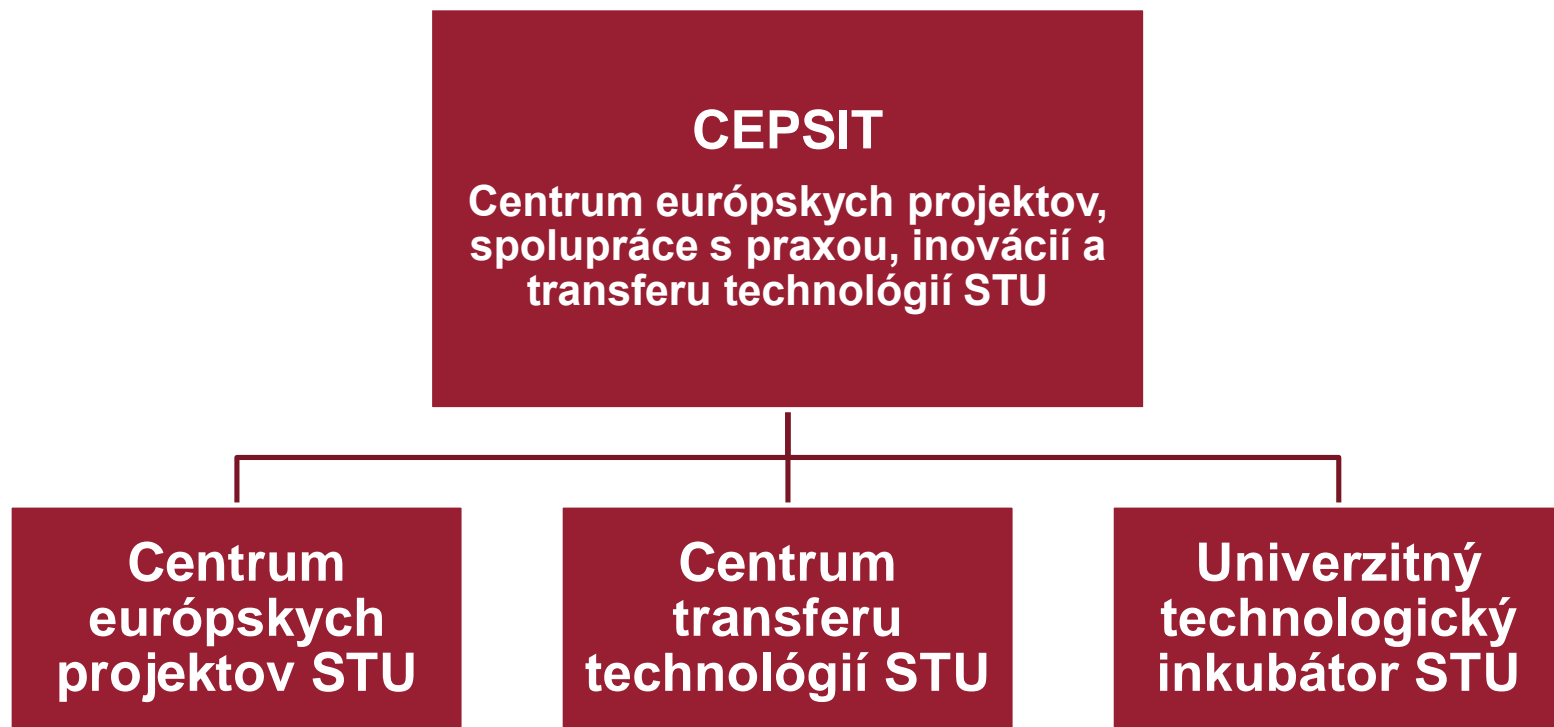 CEPSIT
Centrum európskych projektov,
spolupráce s praxou, inovácií a
transferu technológií STU
Centrum
európskych
projektov STU
Centrum
transferu
technológií STU
Univerzitný
technologický
inkubátor STU